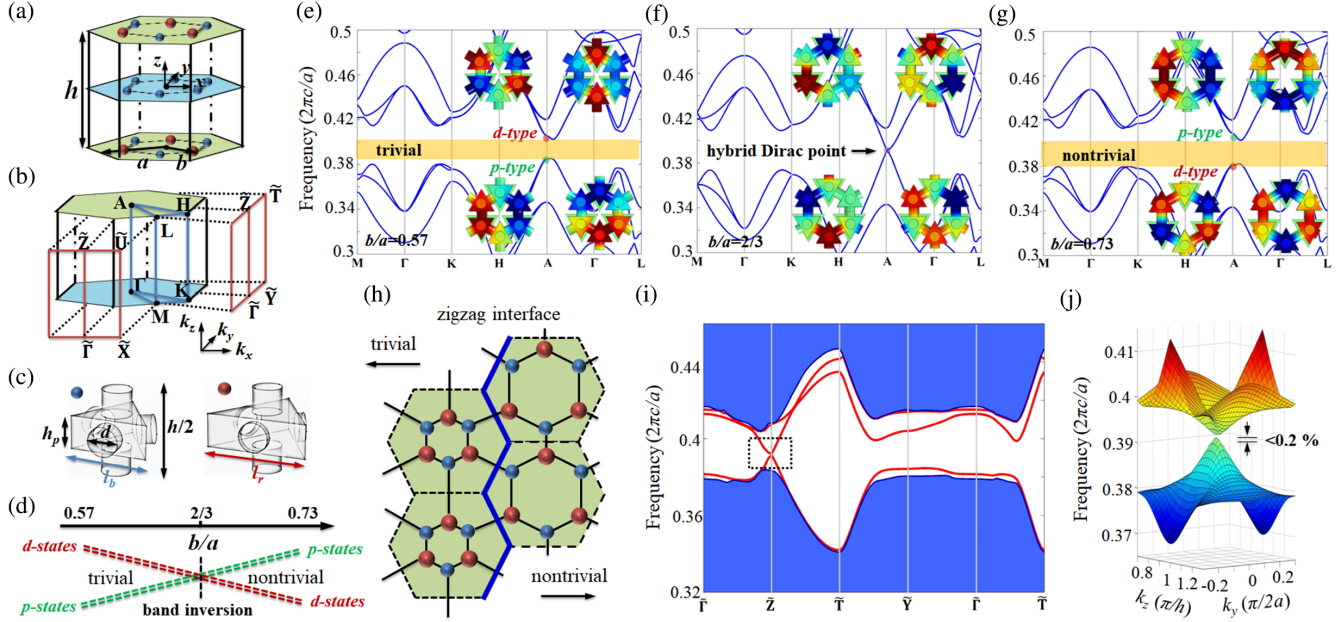 (a)
h
z
y
x
a
b
(b)
A
H
L
Γ
K
M
Z̃
Ũ
Γ̃
X̃
Z̃
T̃
Ỹ
Γ̃
k_z
k_y
k_x
(c)
h_p
d
l_b
h/2
l_r
(d)
0.57
2/3
0.73
b/a
d-states
p-states
trivial
nontrivial
p-states
d-states
band inversion
(e)
Frequency (2πc/a)
0.5
0.46
0.42
0.38
0.34
0.3
d-type
trivial
p-type
b/a=0.57
M Γ K H A Γ L
(f)
0.5
0.46
0.42
0.38
0.34
0.3
hybrid Dirac point
b/a=2/3
M Γ K H A Γ L
(g)
0.5
0.46
0.42
0.38
0.34
0.3
p-type
nontrivial
d-type
b/a=0.73
M Γ K H A Γ L
(h)
zigzag interface
trivial
nontrivial
(i)
Frequency (2πc/a)
0.44
0.4
0.36
0.32
Γ̃ Z̃ T̃ Ỹ Γ̃ T̃
(j)
Frequency (2πc/a)
0.41
0.4
0.39
0.38
0.37
<0.2 %
0.8
1
1.2
-0.2
0
0.2
k_z (π/h)
k_y (π/2a)